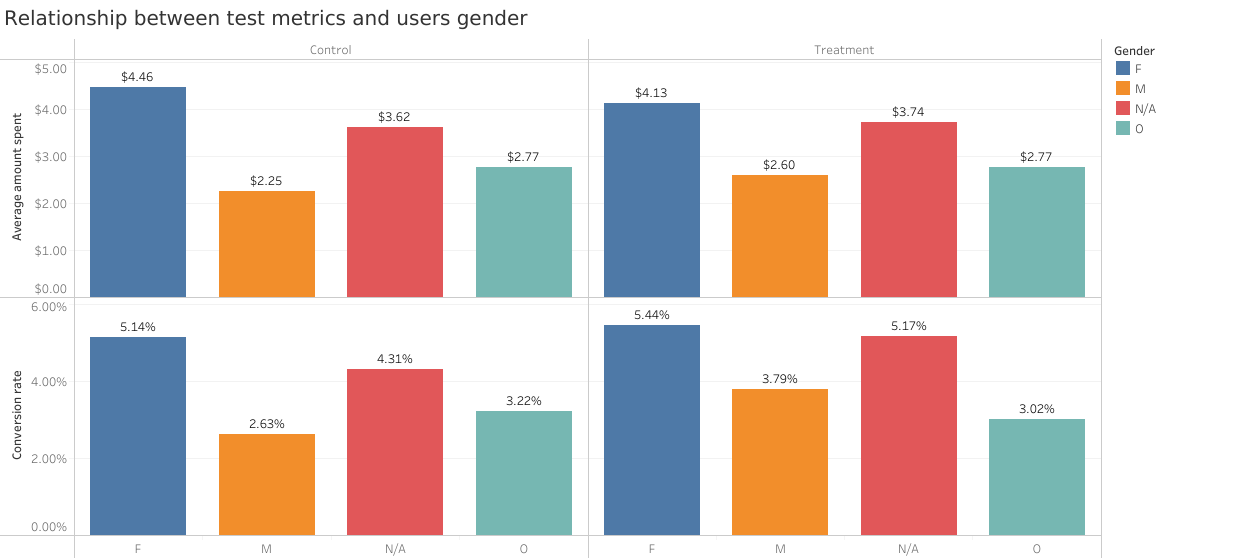 Relationship between test metrics and users gender
Control
Treatment
Average amount spent
$5.00
$4.00
$3.00
$2.00
$1.00
$0.00
$4.46
$2.25
$3.62
$2.77
$4.13
$2.60
$3.74
$2.77
Conversion rate
6.00%
4.00%
2.00%
0.00%
5.14%
2.63%
4.31%
3.22%
5.44%
3.79%
5.17%
3.02%
F
M
N/A
O
F
M
N/A
O
Gender
F
M
N/A
O